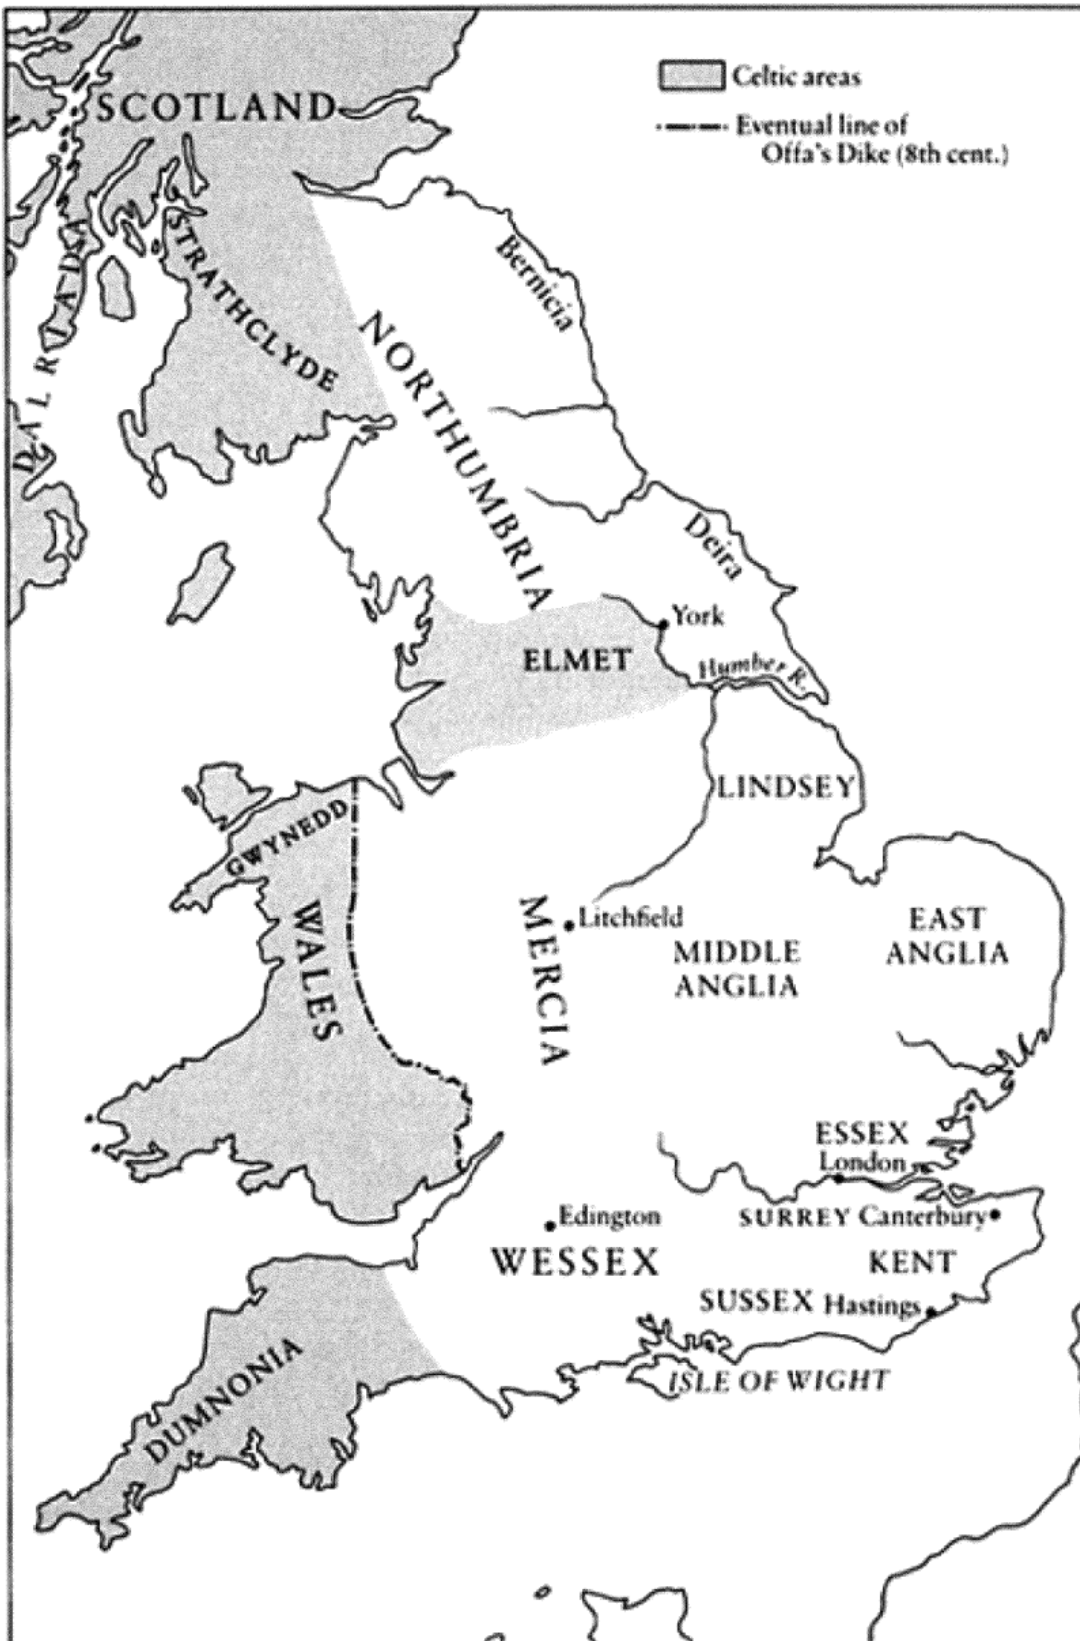 Celtic areas
Eventual line of
Offa's Dike (8th cent.)
SCOTLAND
STRATHCLYDE
DALRIADA
Bernicia
NORTHUMBRIA
Deira
York
ELMET
Humber R.
LINDSEY
GWYNEDD
WALES
MERCIA
Litchfield
MIDDLE
ANGLIA
EAST
ANGLIA
ESSEX
London
Edington
SURREY Canterbury
WESSEX
KENT
SUSSEX Hastings
ISLE OF WIGHT
DUMNONIA